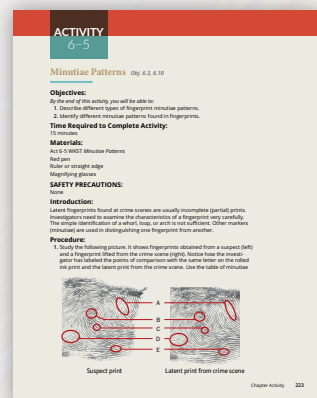 ACTIVITY
6–5
Minutiae Patterns Obj. 6.3, 6.10
Objectives:
By the end of this activity, you will be able to:
1. Describe different types of fingerprint minutiae patterns.
2. Identify different minutiae patterns found in fingerprints.
Time Required to Complete Activity:
15 minutes
Materials:
Act 6-5 WKST Minutiae Patterns
Red pen
Ruler or straight edge
Magnifying glasses
SAFETY PRECAUTIONS:
None
Introduction:
Latent fingerprints found at crime scenes are usually incomplete (partial) prints.
Investigators need to examine the characteristics of a fingerprint very carefully.
The simple identification of a whorl, loop, or arch is not sufficient. Other markers
(minutiae) are used in distinguishing one fingerprint from another.
Procedure:
1. Study the following picture. It shows fingerprints obtained from a suspect (left)
and a fingerprint lifted from the crime scene (right). Notice how the investi-
gator has labeled the points of comparison with the same letter on the rolled
ink print and the latent print from crime scene. Use the table of minutiae
A
B
C
D
E
Suspect print
Latent print from crime scene
Chapter Activity 223